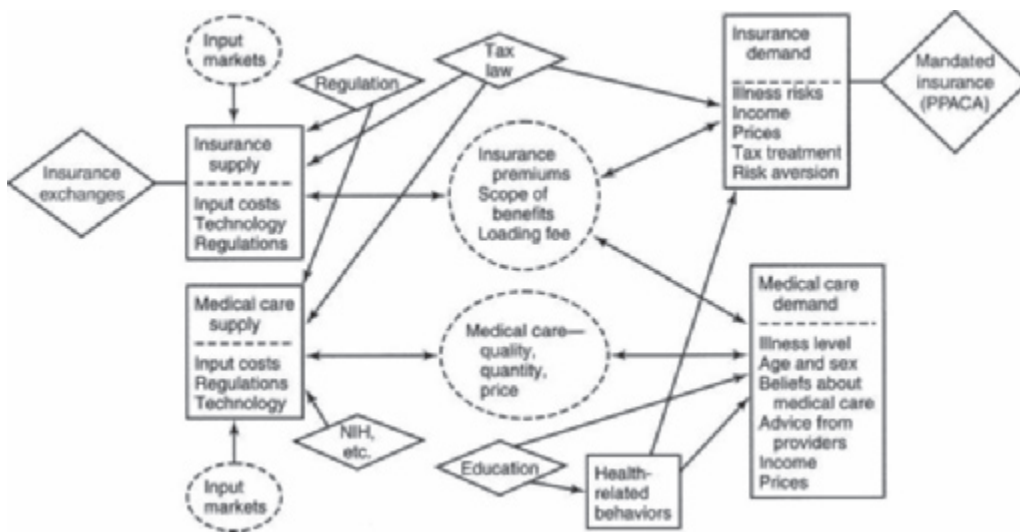 Input
markets
Regulation
Tax
law
Insurance
demand
Illness risks
Income
Prices
Tax treatment
Risk aversion
Mandated
insurance
(PPACA)
Insurance
exchanges
Insurance
supply
Input costs
Technology
Regulations
Insurance
premiums
Scope of
benefits
Loading fee
Medical care
supply
Input costs
Regulations
Technology
Medical care—
quality,
quantity,
price
Medical care
demand
Illness level
Age and sex
Beliefs about
medical care
Advice from
providers
Income
Prices
NIH,
etc.
Education
Health-
related
behaviors
Input
markets